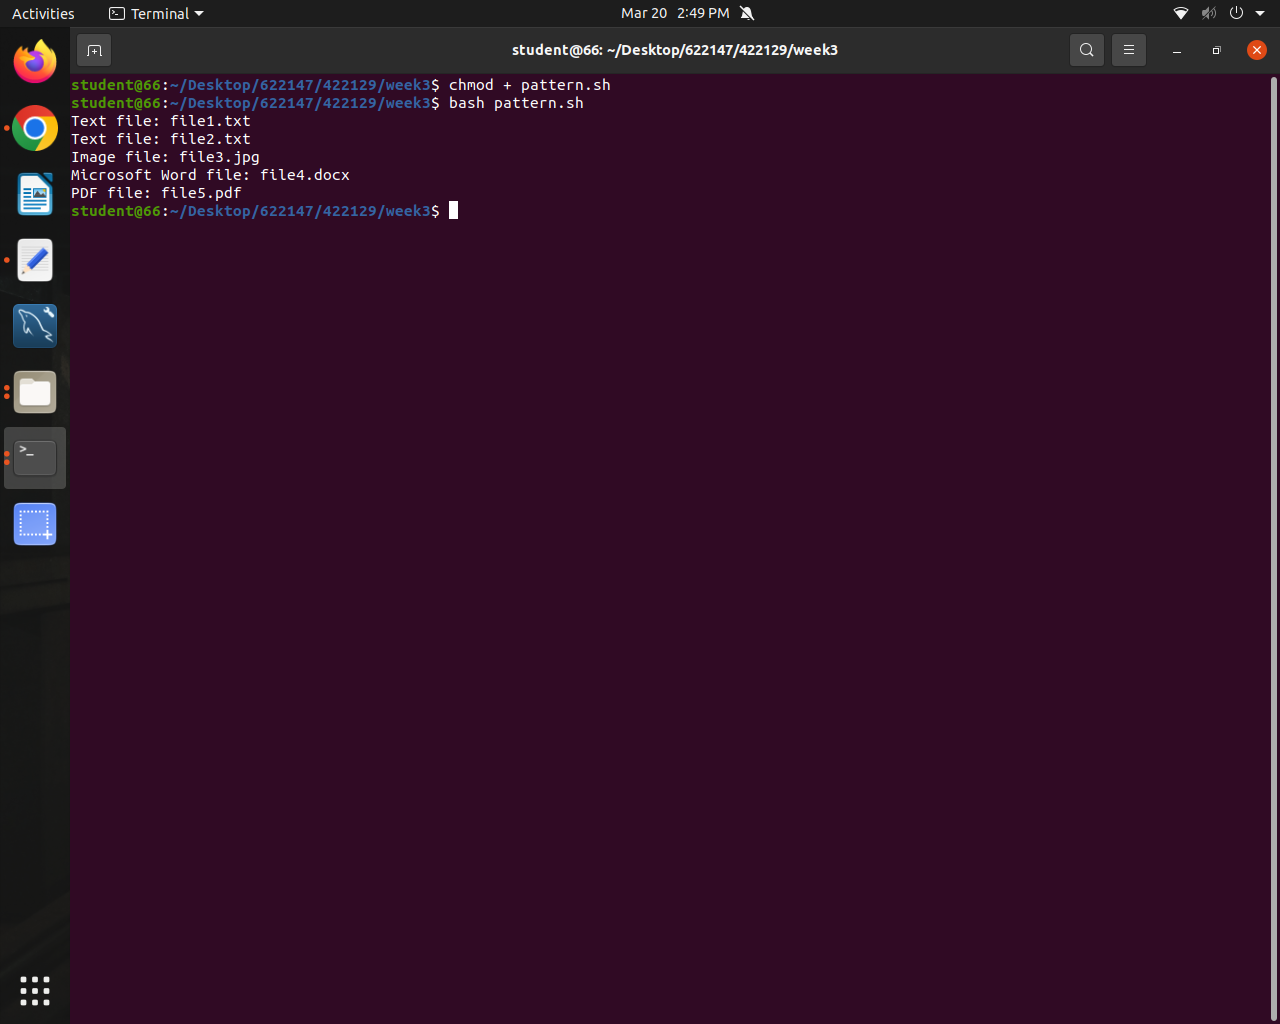 Activities
Terminal
Mar 20 2:49 PM
student@66: ~/Desktop/622147/422129/week3
student@66:~/Desktop/622147/422129/week3$ chmod + pattern.sh
student@66:~/Desktop/622147/422129/week3$ bash pattern.sh
Text file: file1.txt
Text file: file2.txt
Image file: file3.jpg
Microsoft Word file: file4.docx
PDF file: file5.pdf
student@66:~/Desktop/622147/422129/week3$